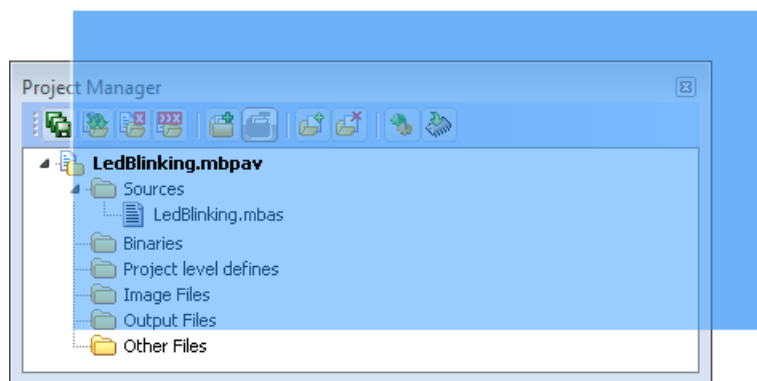 Project Manager
LedBlinking.mbpav
Sources
LedBlinking.mbas
Binaries
Project level defines
Image Files
Output Files
Other Files